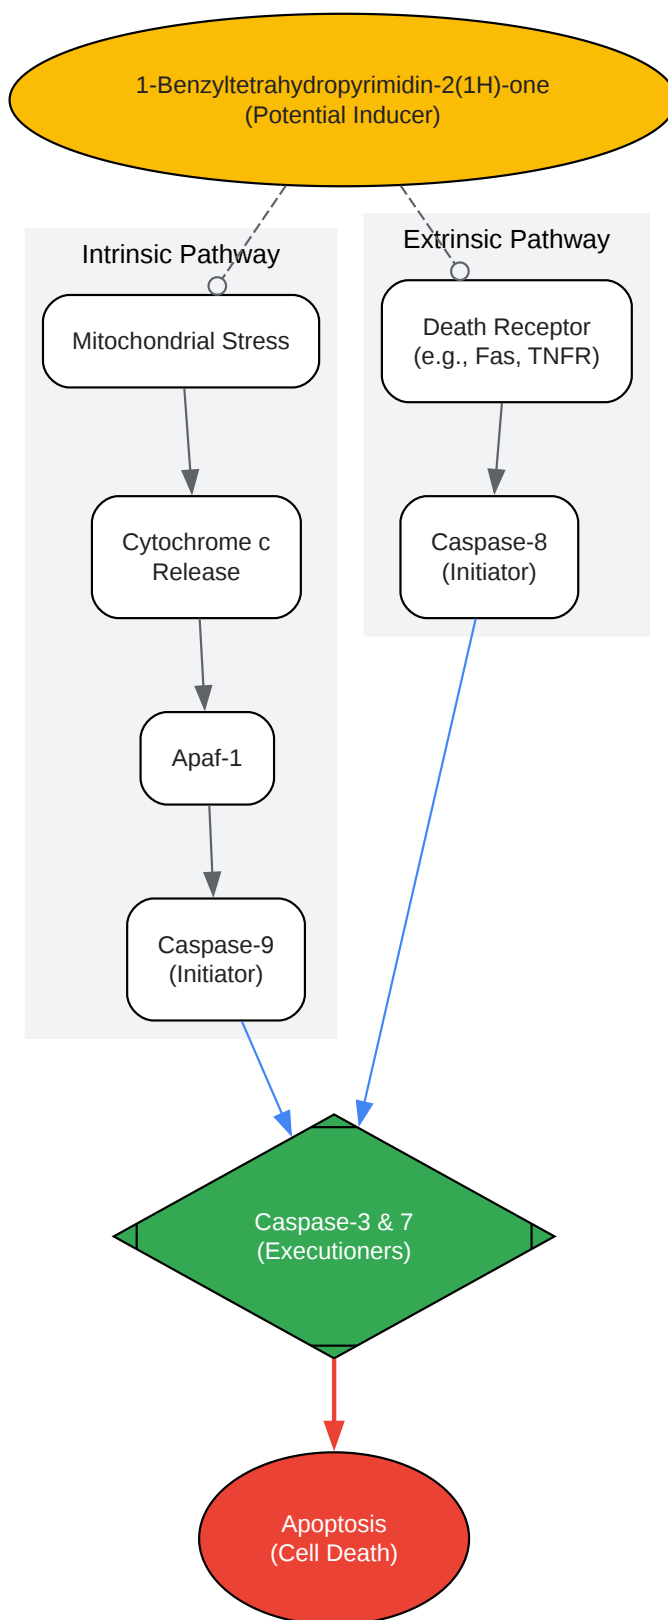 1-Benzyltetrahydropyrimidin-2(1H)-one
(Potential Inducer)
Intrinsic Pathway
Mitochondrial Stress
Cytochrome c
Release
Apaf-1
Caspase-9
(Initiator)
Extrinsic Pathway
Death Receptor
(e.g., Fas, TNFR)
Caspase-8
(Initiator)
Caspase-3 & 7
(Executioners)
Apoptosis
(Cell Death)